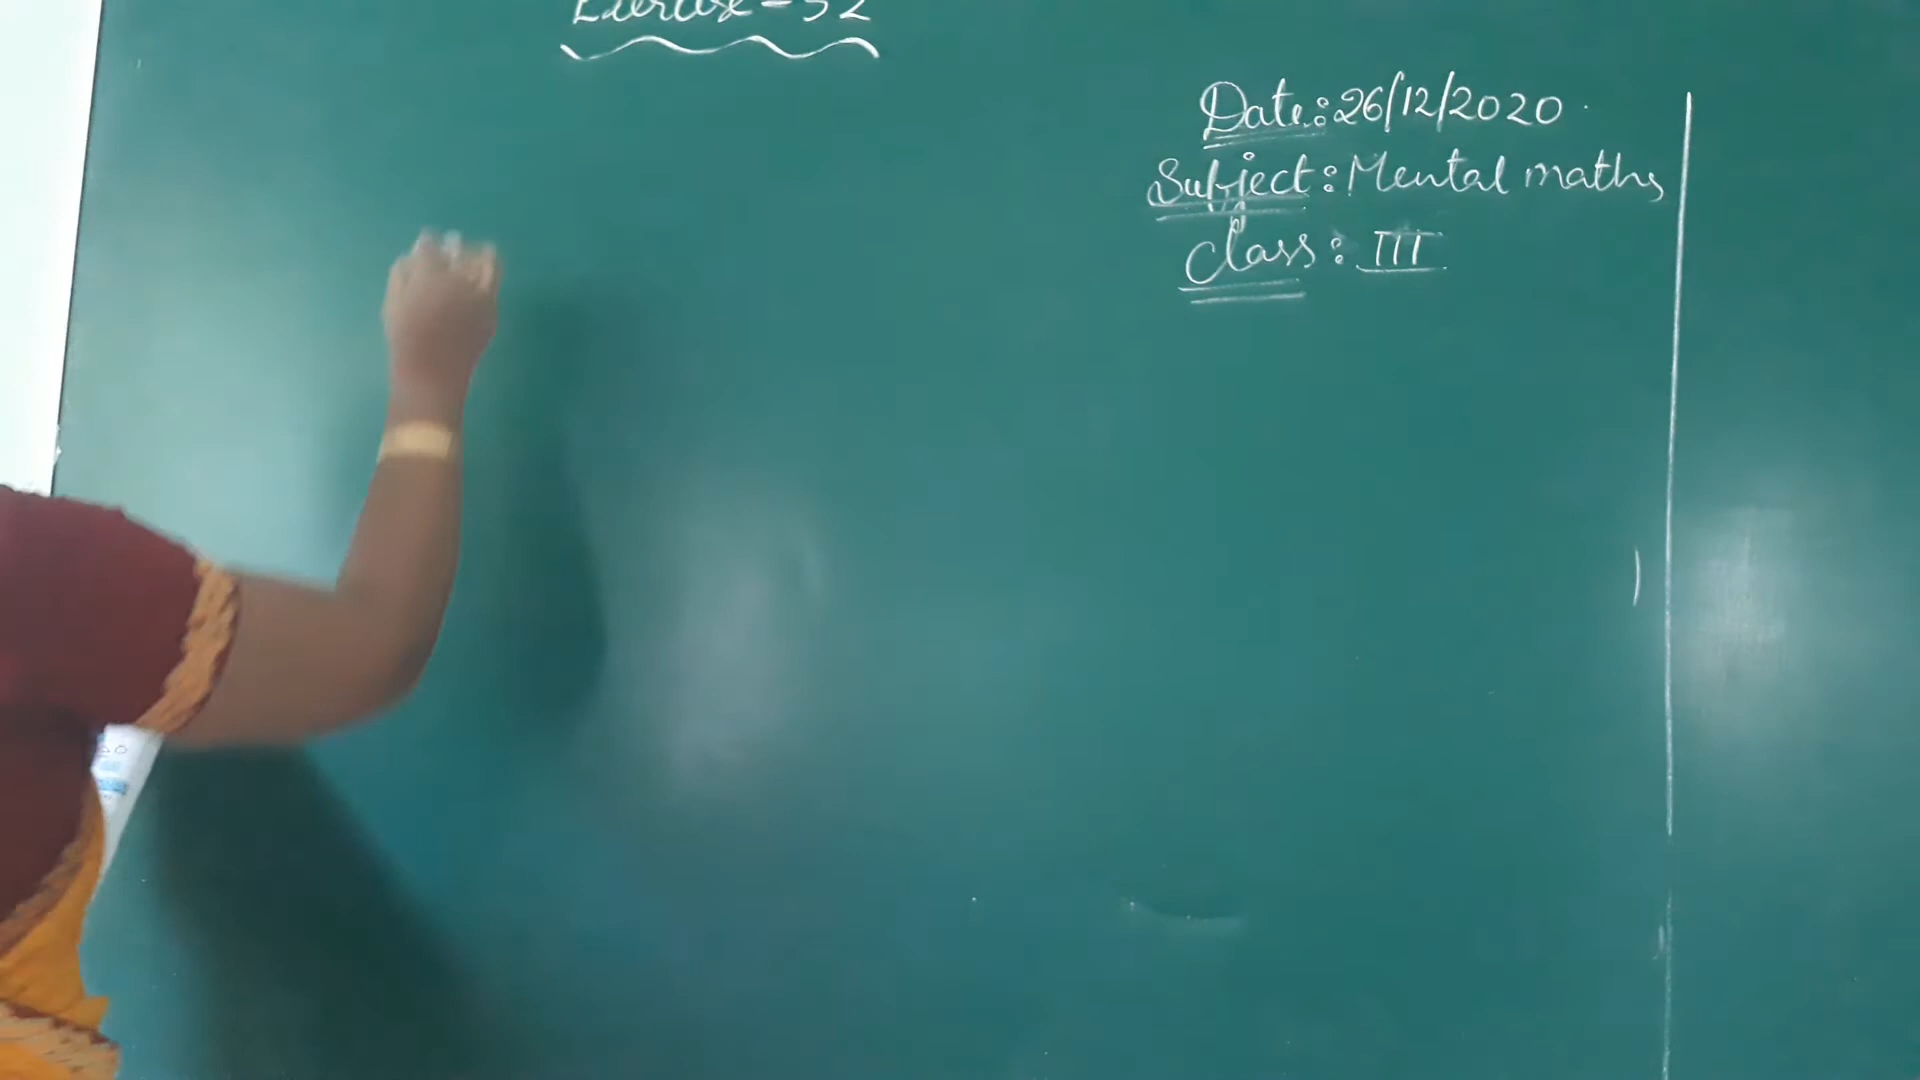 Exercise - 32
Date: 26/12/2020
Subject: Mental maths
Class: III